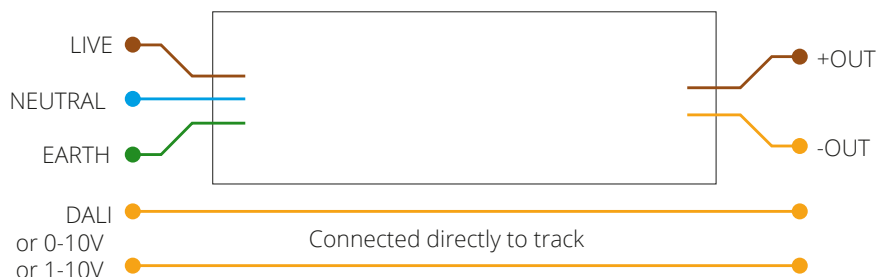 LIVE
+OUT
NEUTRAL
-OUT
EARTH
DALI
or 0-10V
or 1-10V
Connected directly to track